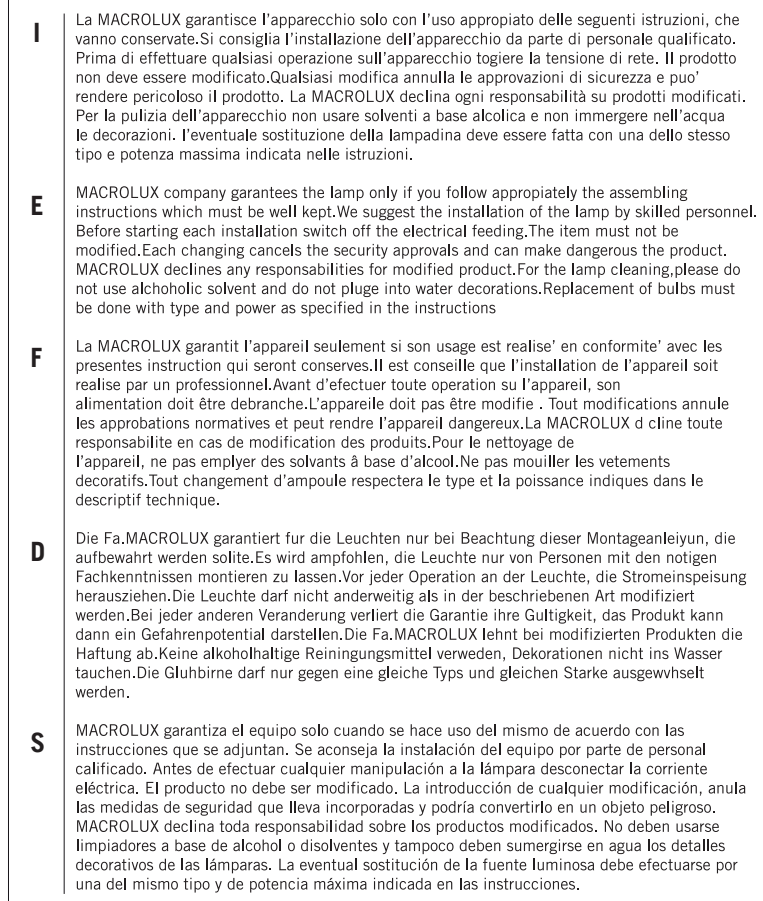 I
La MACROLUX garantisce l'apparecchio solo con l'uso appropiato delle seguenti istruzioni, che
vanno conservate.Si consiglia l'installazione dell'apparecchio da parte di personale qualificato.
Prima di effettuare qualsiasi operazione sull'apparecchio togiere la tensione di rete. Il prodotto
non deve essere modificato.Qualsiasi modifica annulla le approvazioni di sicurezza e puo'
rendere pericoloso il prodotto. La MACROLUX declina ogni responsabilità su prodotti modificati.
Per la pulizia dell'apparecchio non usare solventi a base alcolica e non immergere nell'acqua
le decorazioni. l'eventuale sostituzione della lampadina deve essere fatta con una dello stesso
tipo e potenza massima indicata nelle istruzioni.
E
MACROLUX company garantees the lamp only if you follow appropiately the assembling
instructions which must be well kept.We suggest the installation of the lamp by skilled personnel.
Before starting each installation switch off the electrical feeding.The item must not be
modified.Each changing cancels the security approvals and can make dangerous the product.
MACROLUX declines any responsabilities for modified product.For the lamp cleaning,please do
not use alchoholic solvent and do not pluge into water decorations.Replacement of bulbs must
be done with type and power as specified in the instructions
F
La MACROLUX garantit l'appareil seulement si son usage est realise' en conformite' avec les
presentes instruction qui seront conserves.Il est conseille que l'installation de l'appareil soit
realise par un professionnel.Avant d'efectuer toute operation su l'appareil, son
alimentation doit être debranche.L'appareile doit pas être modifie . Tout modifications annule
les approbations normatives et peut rendre l'appareil dangereux.La MACROLUX d cline toute
responsabilite en cas de modification des produits.Pour le nettoyage de
l'appareil, ne pas emplyer des solvants â base d'alcool.Ne pas mouiller les vetements
decoratifs.Tout changement d'ampoule respectera le type et la poissance indiques dans le
descriptif technique.
D
Die Fa.MACROLUX garantiert fur die Leuchten nur bei Beachtung dieser Montageanleiyun, die
aufbewahrt werden solite.Es wird ampfohlen, die Leuchte nur von Personen mit den notigen
Fachkenntnissen montieren zu lassen.Vor jeder Operation an der Leuchte, die Stromeinspeisung
herausziehen.Die Leuchte darf nicht anderweitig als in der beschriebenen Art modifiziert
werden.Bei jeder anderen Veranderung verliert die Garantie ihre Gultigkeit, das Produkt kann
dann ein Gefahrenpotential darstellen.Die Fa.MACROLUX lehnt bei modifizierten Produkten die
Haftung ab.Keine alkoholhaltige Reiningungsmittel verweden, Dekorationen nicht ins Wasser
tauchen.Die Gluhbirne darf nur gegen eine gleiche Typs und gleichen Starke ausgewvhselt
werden.
S
MACROLUX garantiza el equipo solo cuando se hace uso del mismo de acuerdo con las
instrucciones que se adjuntan. Se aconseja la instalación del equipo por parte de personal
calificado. Antes de efectuar cualquier manipulación a la lámpara desconectar la corriente
eléctrica. El producto no debe ser modificado. La introducción de cualquier modificación, anula
las medidas de seguridad que lleva incorporadas y podría convertirlo en un objeto peligroso.
MACROLUX declina toda responsabilidad sobre los productos modificados. No deben usarse
limpiadores a base de alcohol o disolventes y tampoco deben sumergirse en agua los detalles
decorativos de las lámparas. La eventual sostitución de la fuente luminosa debe efectuarse por
una del mismo tipo y de potencia máxima indicada en las instrucciones.